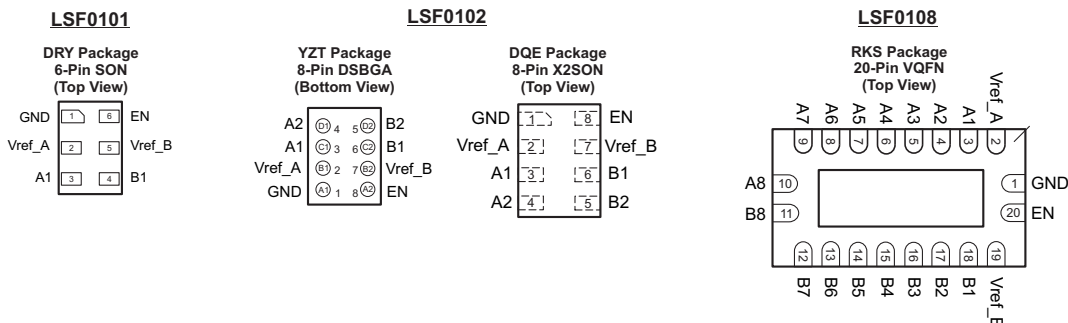 LSF0101
DRY Package
6-Pin SON
(Top View)
GND 1 6 EN
Vref_A 2 5 Vref_B
A1 3 4 B1
LSF0102
YZT Package
8-Pin DSBGA
(Bottom View)
A2 D1 4 5 D2 B2
A1 C1 3 6 C2 B1
Vref_A B1 2 7 B2 Vref_B
GND A1 1 8 A2 EN
DQE Package
8-Pin X2SON
(Top View)
GND 1 8 EN
Vref_A 2 7 Vref_B
A1 3 6 B1
A2 4 5 B2
LSF0108
RKS Package
20-Pin VQFN
(Top View)
A7 A6 A5 A4 A3 A2 A1 Vref_A
9 8 7 6 5 4 3 2
A8 10 1 GND
B8 11 20 EN
12 13 14 15 16 17 18 19
B7 B6 B5 B4 B3 B2 B1 Vref_B